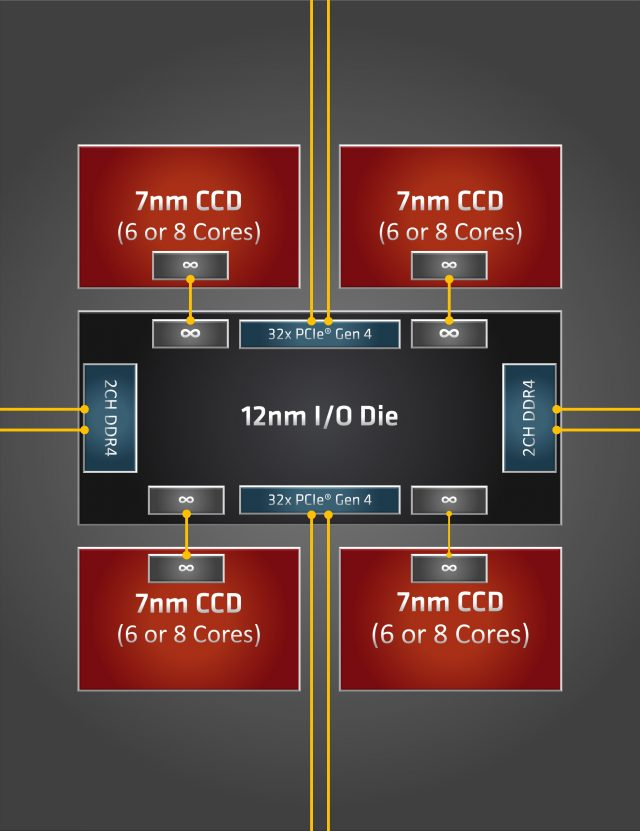 7nm CCD
(6 or 8 Cores)
7nm CCD
(6 or 8 Cores)
∞
∞
∞
32x PCIe® Gen 4
∞
2CH DDR4
12nm I/O Die
2CH DDR4
∞
32x PCIe® Gen 4
∞
∞
∞
7nm CCD
(6 or 8 Cores)
7nm CCD
(6 or 8 Cores)